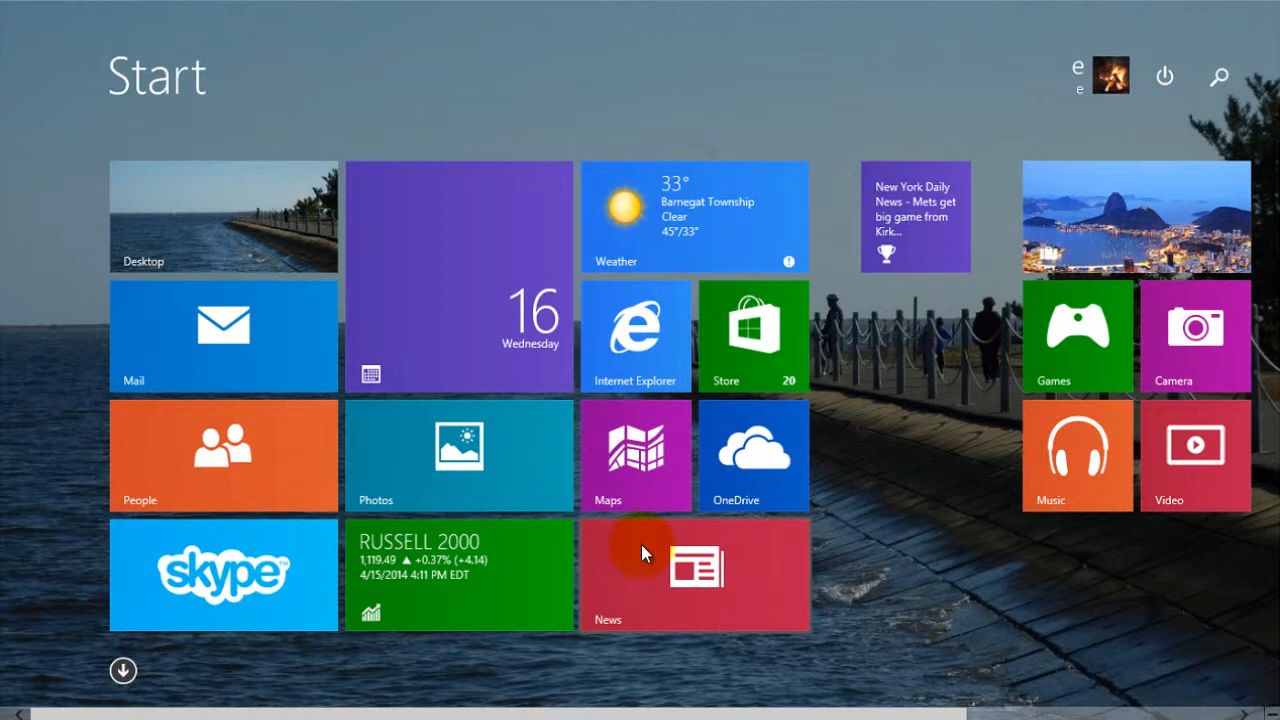 Start
e
e
Desktop
16
Wednesday
33°
Barnegat Township
Clear
45°/33°
Weather
New York Daily
News - Mets get
big game from
Kirk...
Mail
Internet Explorer
Store
20
Games
Camera
People
Photos
Maps
OneDrive
Music
Video
skype
RUSSELL 2000
1,119.49 ▲ +0.37% (+4.14)
4/15/2014 4:11 PM EDT
News